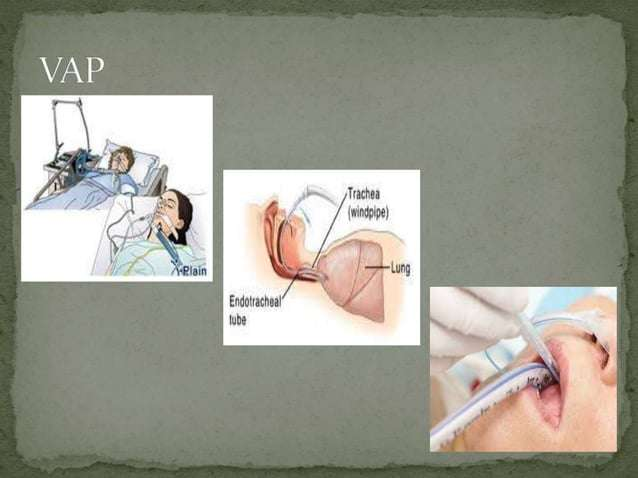 VAP
Plain
Trachea
(windpipe)
Lung
Endotracheal
tube